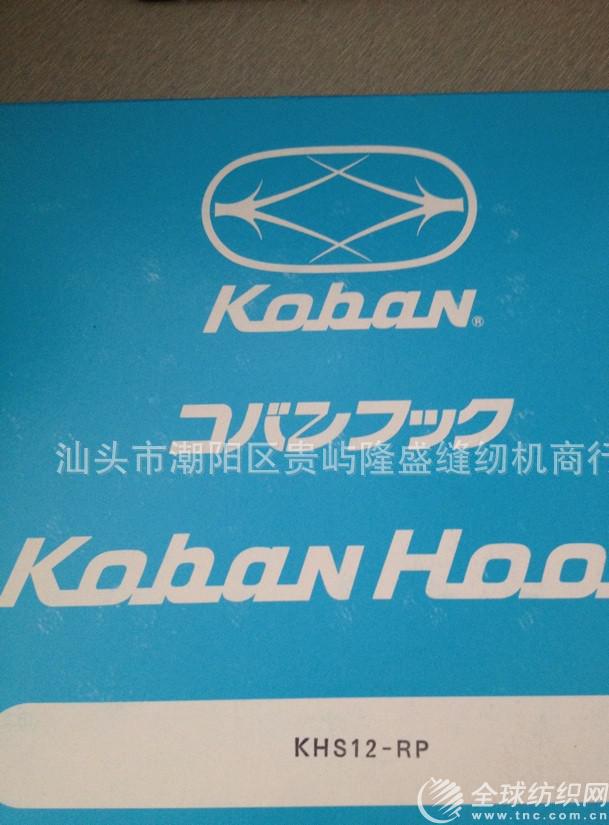 Koban®
コバンフック
汕头市潮阳区贵屿隆盛缝纫机商行
Koban Hoo
KHS12-RP
全球纺织网
www.tnc.com.cn